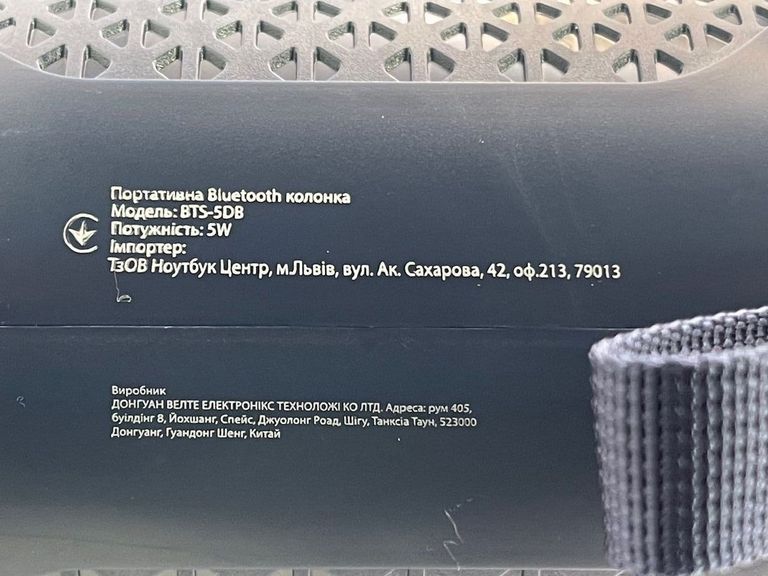 Портативна Bluetooth колонка
Модель: BTS-5DB
Потужність: 5W
Імпортер:
ТзОВ Ноутбук Центр, м.Львів, вул. Ак. Сахарова, 42, оф.213, 79013
Виробник
ДОНГУАН ВЕЛТЕ ЕЛЕКТРОНІКС ТЕХНОЛОЖІ КО ЛТД. Адреса: рум 405,
буілдінг 8, Йохшанг, Спейс, Джуолонг Роад, Шігу, Танксіа Таун, 523000
Донгуанг, Гуандонг Шенг, Китай